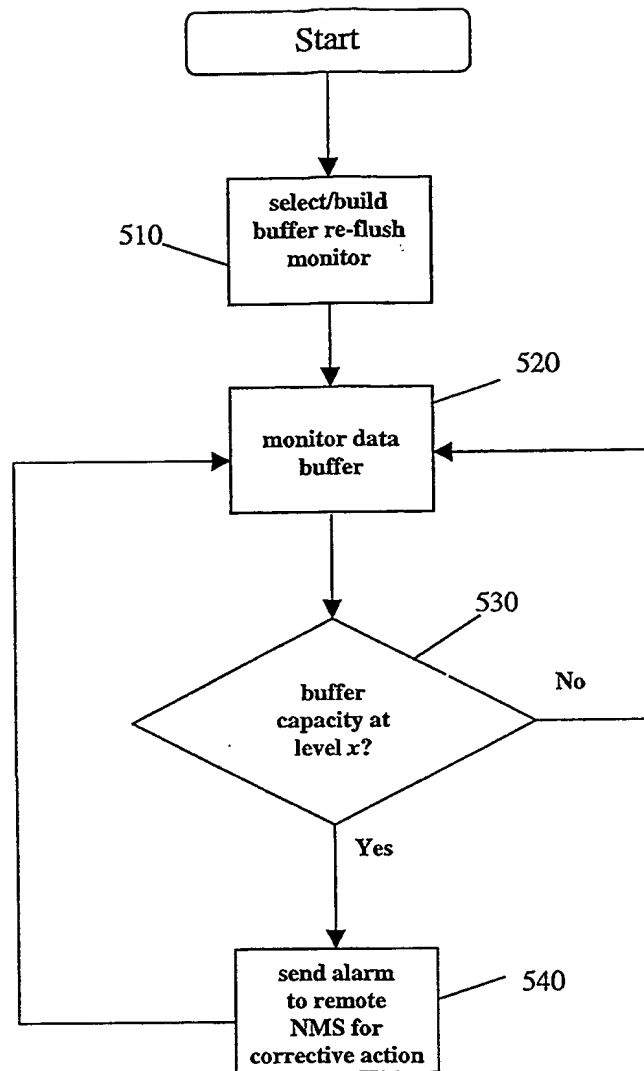 Start
select/build
buffer re-flush
monitor
510
520
monitor data
buffer
530
buffer
capacity at
level x?
No
Yes
send alarm
to remote
NMS for
corrective action
540